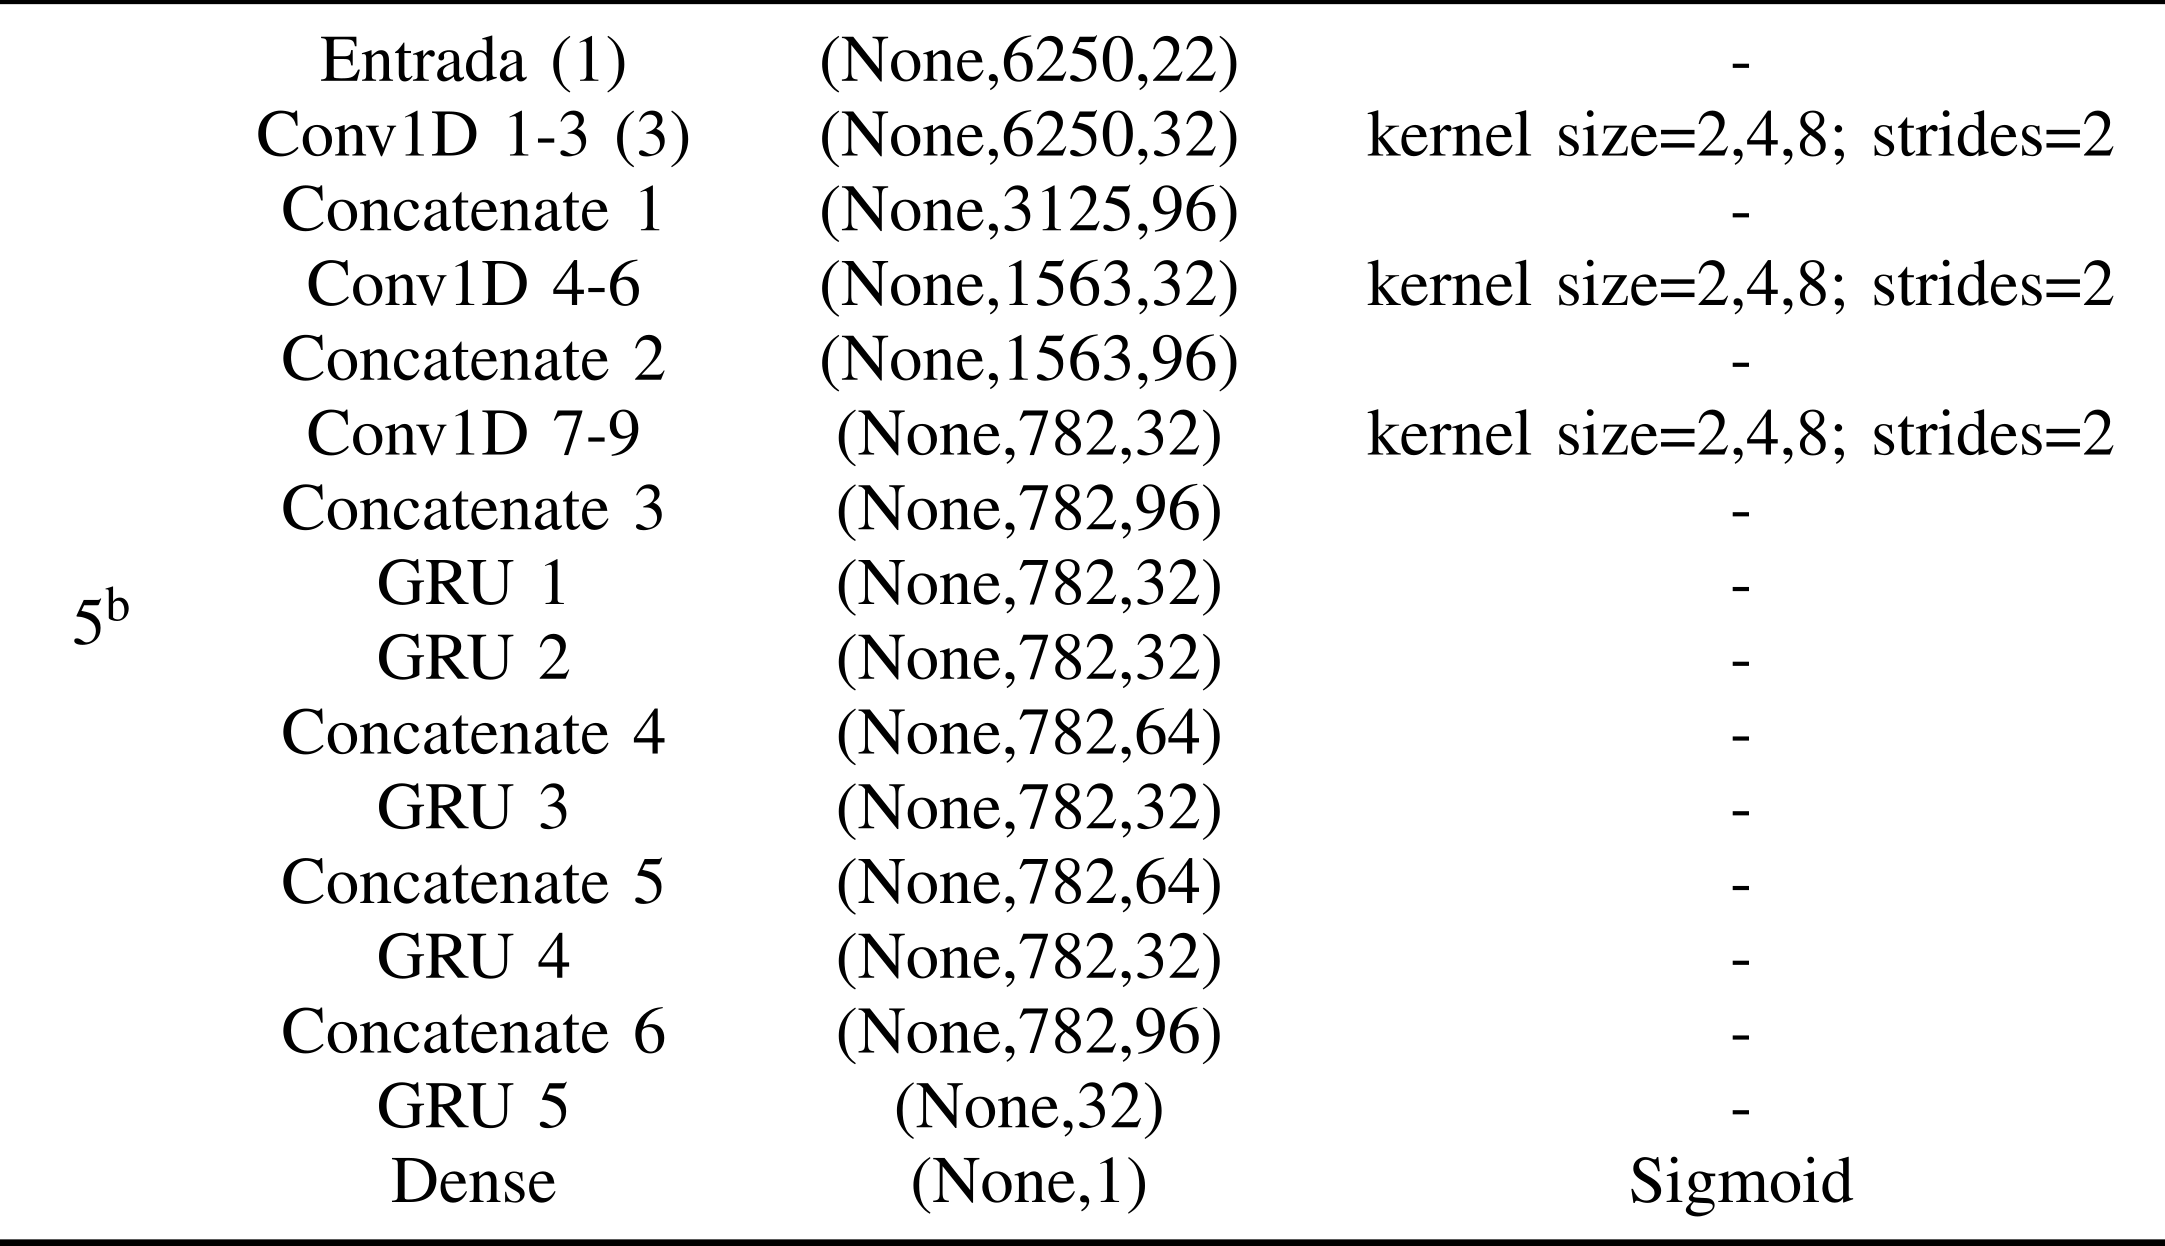 Entrada (1) (None,6250,22) -
Conv1D 1-3 (3) (None,6250,32) kernel size=2,4,8; strides=2
Concatenate 1 (None,3125,96) -
Conv1D 4-6 (None,1563,32) kernel size=2,4,8; strides=2
Concatenate 2 (None,1563,96) -
Conv1D 7-9 (None,782,32) kernel size=2,4,8; strides=2
Concatenate 3 (None,782,96) -
GRU 1 (None,782,32) -
5ᵇ
GRU 2 (None,782,32) -
Concatenate 4 (None,782,64) -
GRU 3 (None,782,32) -
Concatenate 5 (None,782,64) -
GRU 4 (None,782,32) -
Concatenate 6 (None,782,96) -
GRU 5 (None,32) -
Dense (None,1) Sigmoid